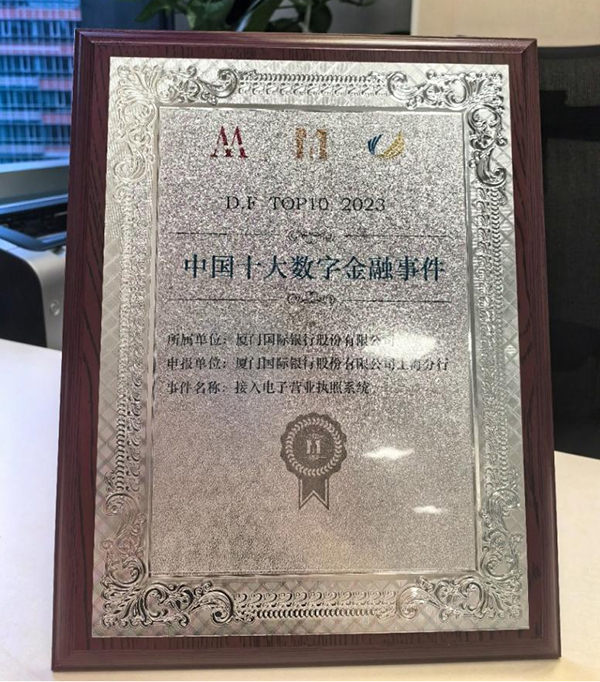 D.F TOP10 2023
中国十大数字金融事件
所属单位：厦门国际银行股份有限公司
申报单位：厦门国际银行股份有限公司上海分行
事件名称：接入电子营业执照系统